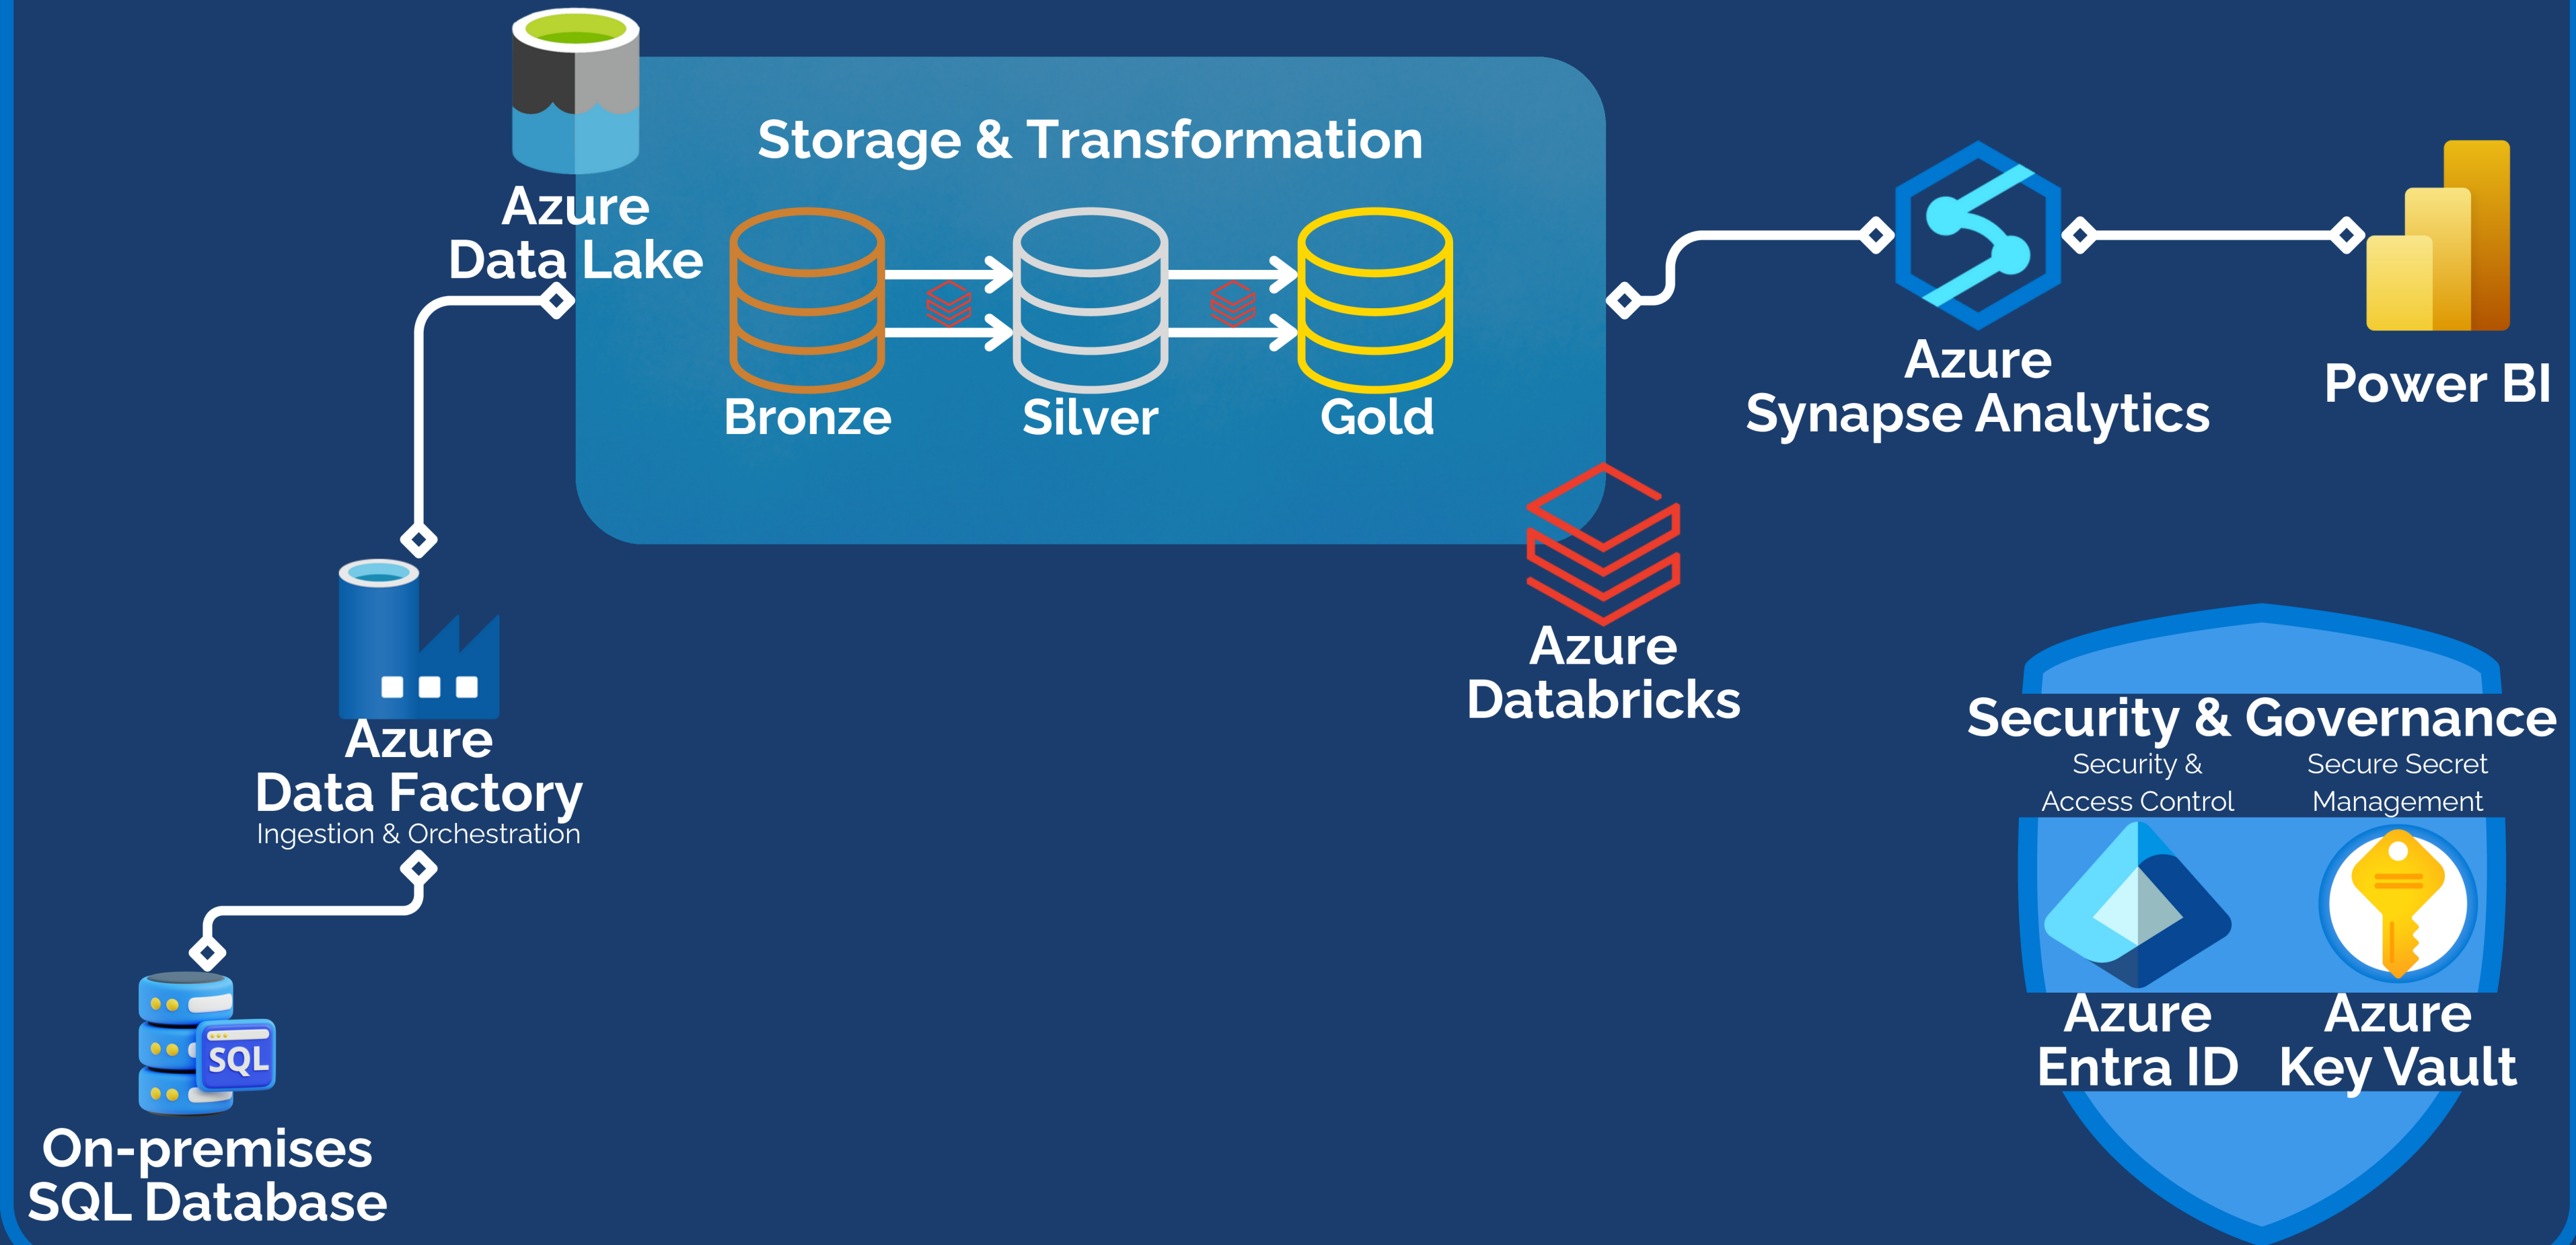 Storage & Transformation
Azure
Data Lake
Bronze
Silver
Gold
Azure
Synapse Analytics
Power BI
Azure
Databricks
Azure
Data Factory
Ingestion & Orchestration
SQL
On-premises
SQL Database
Security & Governance
Security &
Access Control
Secure Secret
Management
Azure
Entra ID
Azure
Key Vault